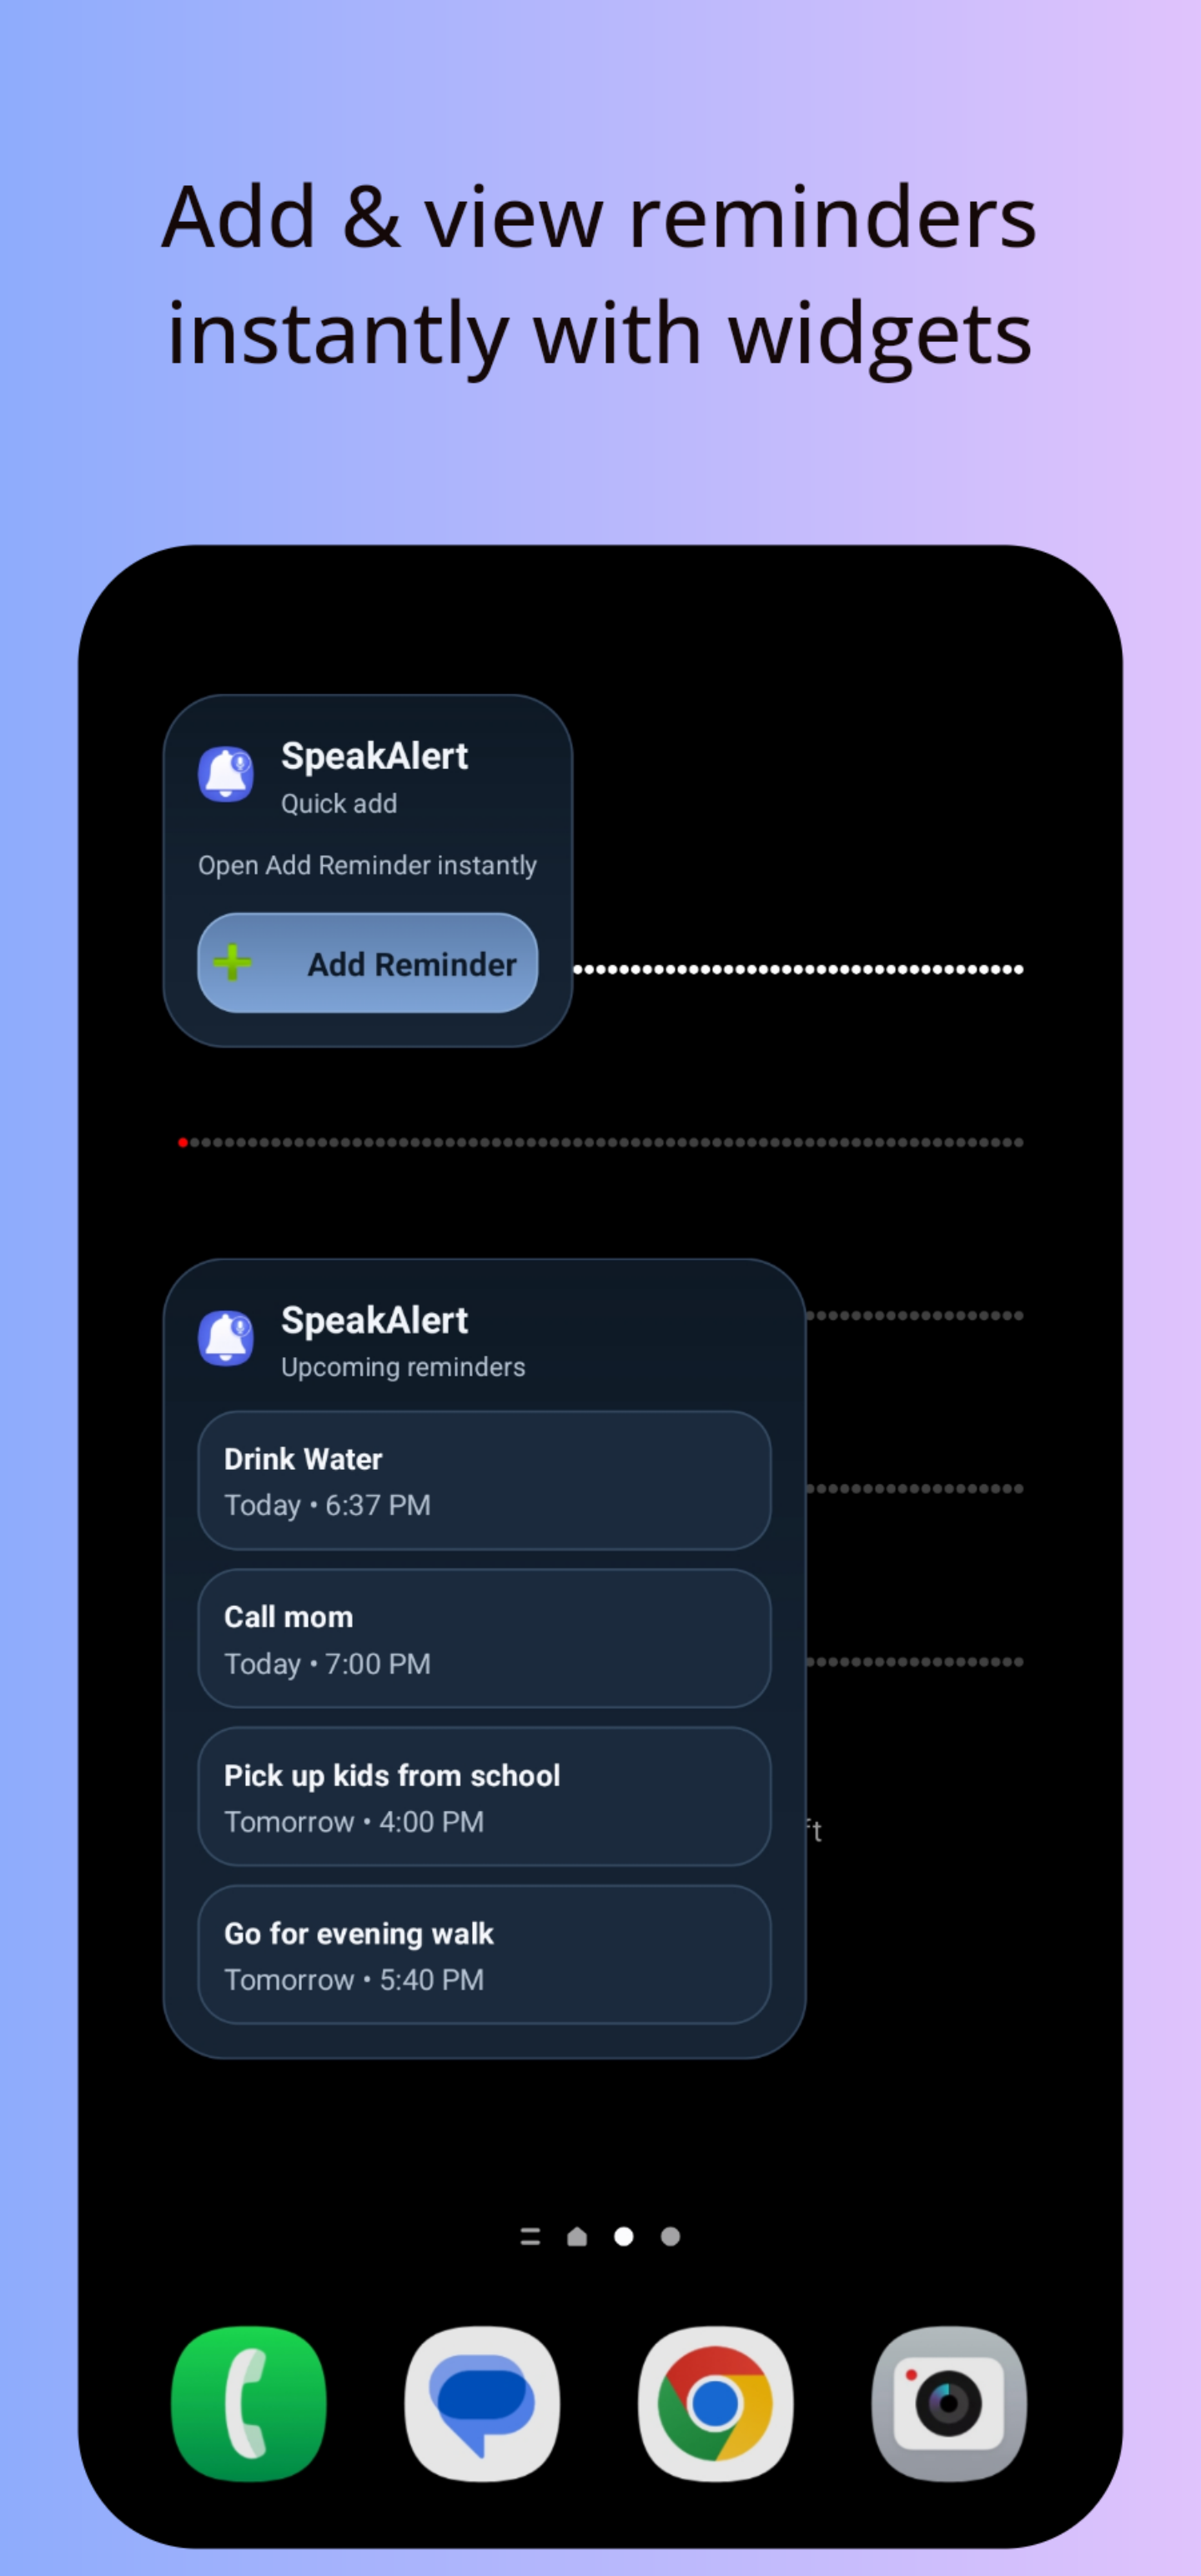 Add & view reminders
instantly with widgets
SpeakAlert
Quick add
Open Add Reminder instantly
Add Reminder
SpeakAlert
Upcoming reminders
Drink Water
Today • 6:37 PM
Call mom
Today • 7:00 PM
Pick up kids from school
Tomorrow • 4:00 PM
ft
Go for evening walk
Tomorrow • 5:40 PM